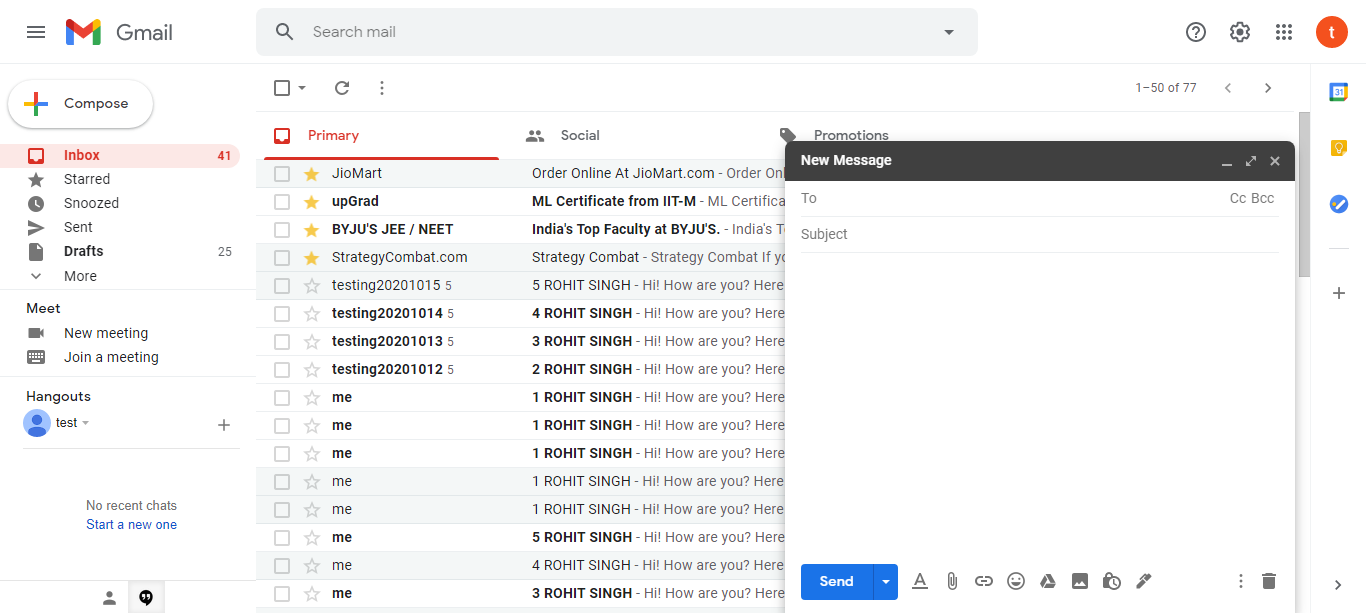 Gmail
Search mail
t
Compose
Inbox 41
Starred
Snoozed
Sent
Drafts 25
More
Meet
New meeting
Join a meeting
Hangouts
test
No recent chats
Start a new one
1–50 of 77
Primary Social Promotions
JioMart Order Online At JioMart.com - Order Onl
upGrad ML Certificate from IIT-M - ML Certifica
BYJU'S JEE / NEET India's Top Faculty at BYJU'S. - India's T
StrategyCombat.com Strategy Combat - Strategy Combat If yo
testing20201015 5 5 ROHIT SINGH - Hi! How are you? Here
testing20201014 5 4 ROHIT SINGH - Hi! How are you? Here
testing20201013 5 3 ROHIT SINGH - Hi! How are you? Here
testing20201012 5 2 ROHIT SINGH - Hi! How are you? Here
me 1 ROHIT SINGH - Hi! How are you? Here
me 1 ROHIT SINGH - Hi! How are you? Here
me 1 ROHIT SINGH - Hi! How are you? Here
me 1 ROHIT SINGH - Hi! How are you? Here
me 1 ROHIT SINGH - Hi! How are you? Here
me 5 ROHIT SINGH - Hi! How are you? Here
me 4 ROHIT SINGH - Hi! How are you? Here
me 3 ROHIT SINGH - Hi! How are you? Here
New Message
To Cc Bcc
Subject
Send
31